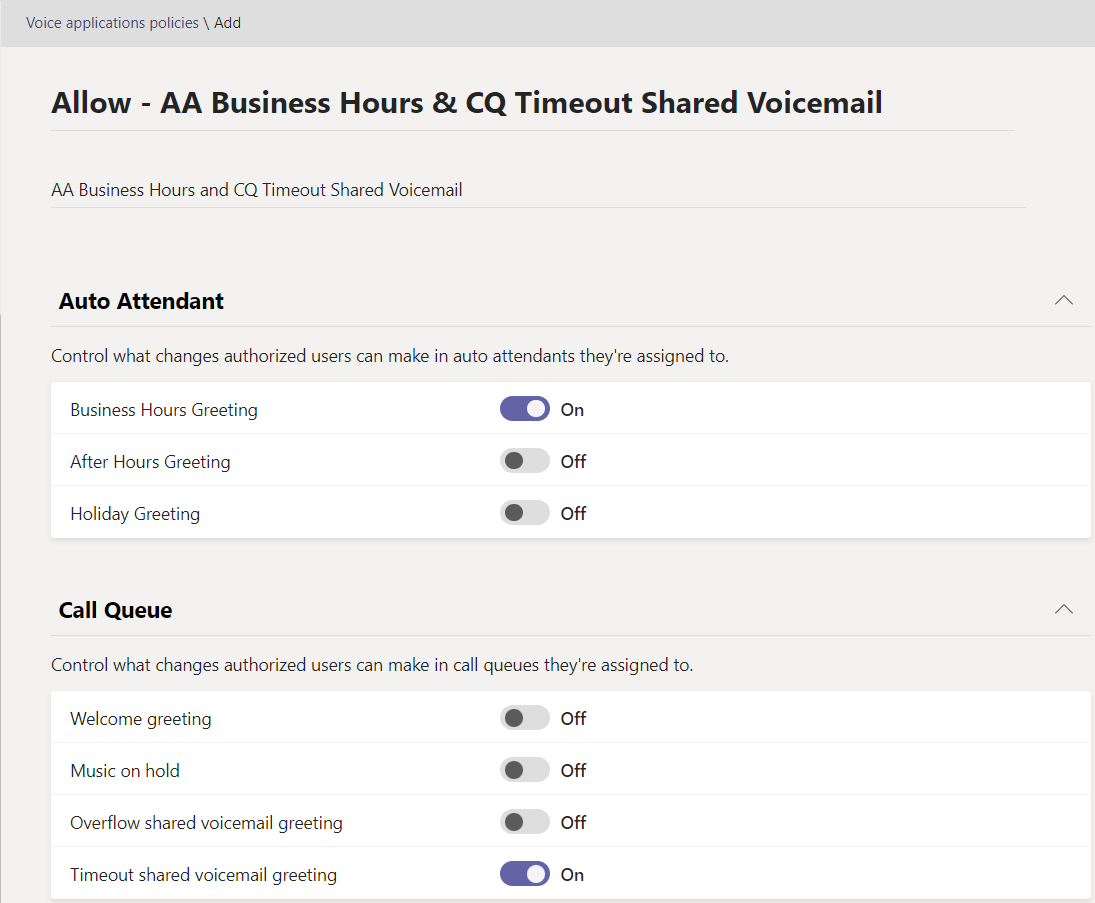 Voice applications policies \ Add
Allow - AA Business Hours & CQ Timeout Shared Voicemail
AA Business Hours and CQ Timeout Shared Voicemail
Auto Attendant
Control what changes authorized users can make in auto attendants they're assigned to.
Business Hours Greeting On
After Hours Greeting Off
Holiday Greeting Off
Call Queue
Control what changes authorized users can make in call queues they're assigned to.
Welcome greeting Off
Music on hold Off
Overflow shared voicemail greeting Off
Timeout shared voicemail greeting On